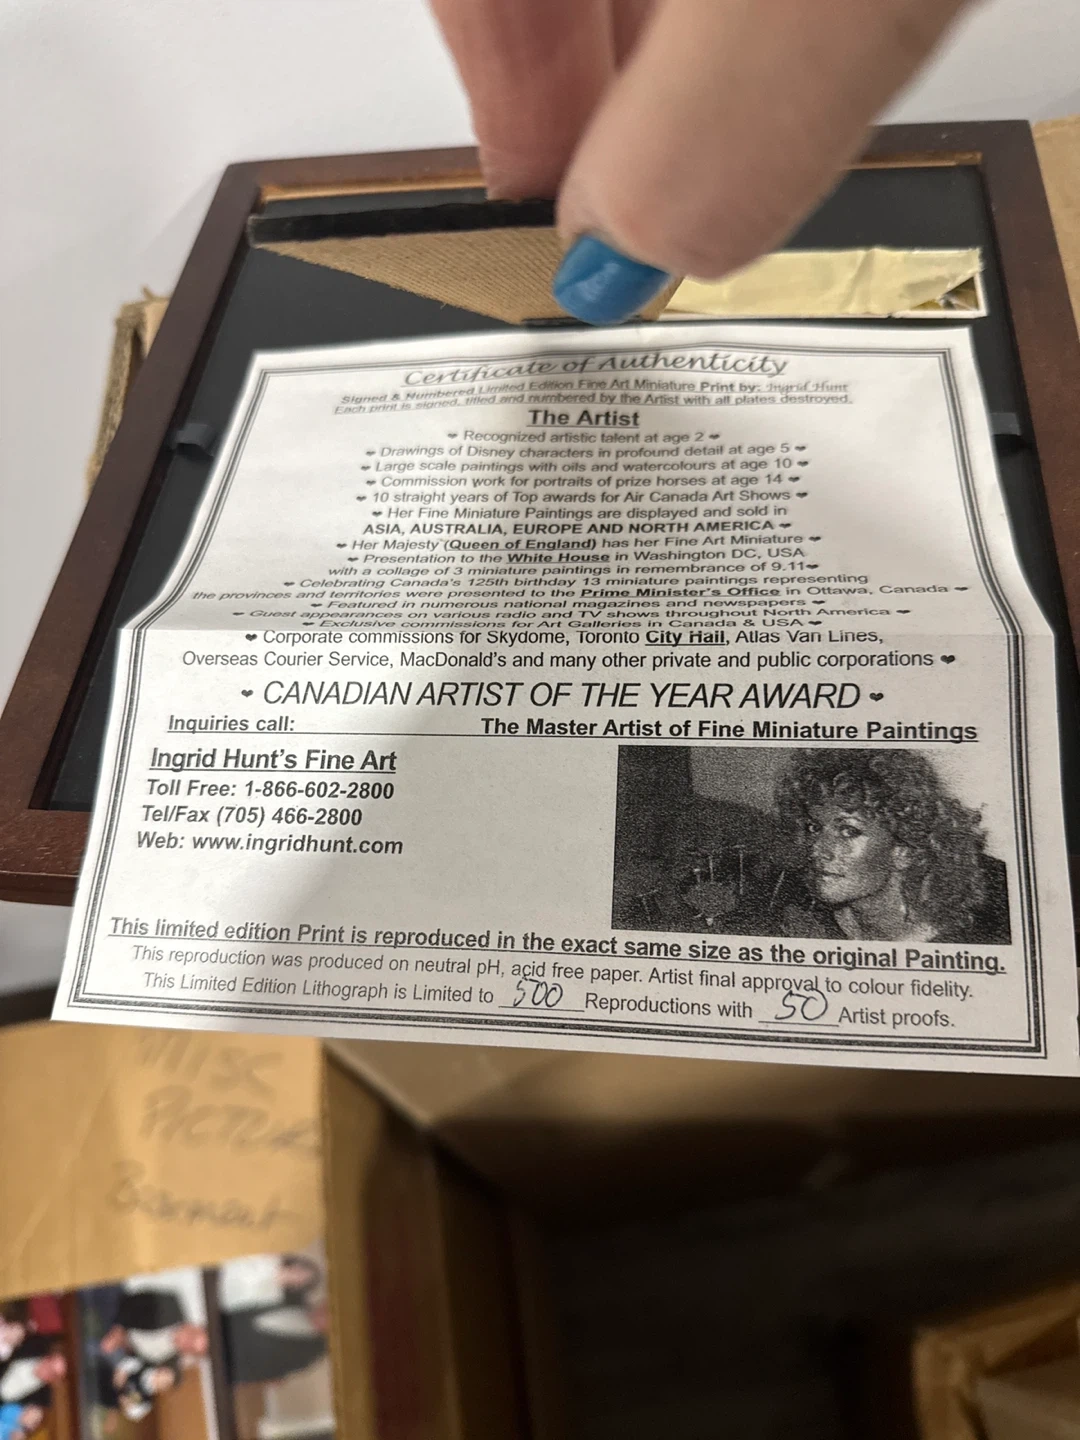 Certificate of Authenticity
Signed & Numbered Limited Edition Fine Art Miniature Print by: Ingrid Hunt
Each print is signed, titled and numbered by the Artist with all plates destroyed.
The Artist
❤ Recognized artistic talent at age 2 ❤
❤ Drawings of Disney characters in profound detail at age 5 ❤
❤ Large scale paintings with oils and watercolours at age 10 ❤
❤ Commission work for portraits of prize horses at age 14 ❤
❤ 10 straight years of Top awards for Air Canada Art Shows ❤
❤ Her Fine Miniature Paintings are displayed and sold in
ASIA, AUSTRALIA, EUROPE AND NORTH AMERICA ❤
❤ Her Majesty (Queen of England) has her Fine Art Miniature ❤
❤ Presentation to the White House in Washington DC, USA
with a collage of 3 miniature paintings in remembrance of 9.11 ❤
❤ Celebrating Canada's 125th birthday 13 miniature paintings representing
the provinces and territories were presented to the Prime Minister's Office in Ottawa, Canada ❤
❤ Featured in numerous national magazines and newspapers ❤
❤ Guest appearances on various radio and TV shows throughout North America ❤
❤ Exclusive commissions for Art Galleries in Canada & USA ❤
❤ Corporate commissions for Skydome, Toronto City Hall, Atlas Van Lines,
Overseas Courier Service, MacDonald's and many other private and public corporations ❤
❤ CANADIAN ARTIST OF THE YEAR AWARD ❤
Inquiries call: The Master Artist of Fine Miniature Paintings
Ingrid Hunt's Fine Art
Toll Free: 1-866-602-2800
Tel/Fax (705) 466-2800
Web: www.ingridhunt.com
This limited edition Print is reproduced in the exact same size as the original Painting.
This reproduction was produced on neutral pH, acid free paper. Artist final approval to colour fidelity.
This Limited Edition Lithograph is Limited to 500 Reproductions with 50 Artist proofs.
MISC